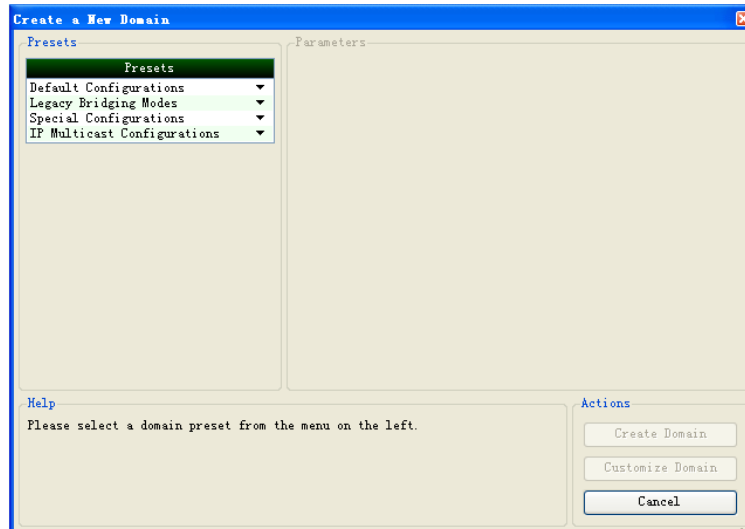 Create a New Domain
Presets
Parameters
Presets
Default Configurations
Legacy Bridging Modes
Special Configurations
IP Multicast Configurations
Help
Please select a domain preset from the menu on the left.
Actions
Create Domain
Customize Domain
Cancel